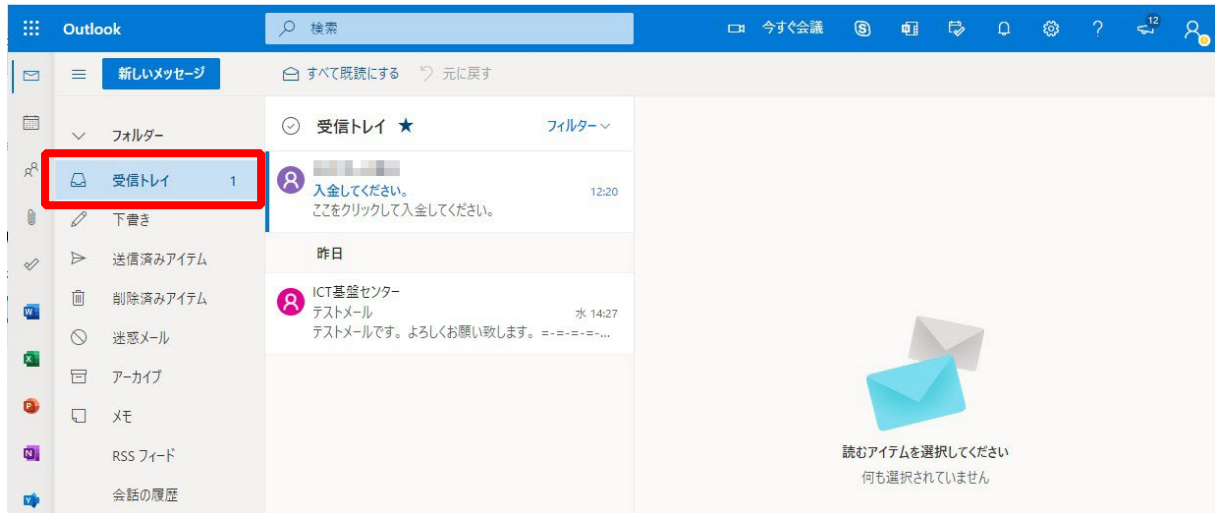 Outlook
検索
今すぐ会議
12
新しいメッセージ
すべて既読にする
元に戻す
フォルダー
受信トレイ 1
下書き
送信済みアイテム
削除済みアイテム
迷惑メール
アーカイブ
メモ
RSS フィード
会話の履歴
受信トレイ ★ フィルター
入金してください。 12:20
ここをクリックして入金してください。
昨日
ICT基盤センター
テストメール 水 14:27
テストメールです。よろしくお願い致します。=-=-=-=-...
読むアイテムを選択してください
何も選択されていません